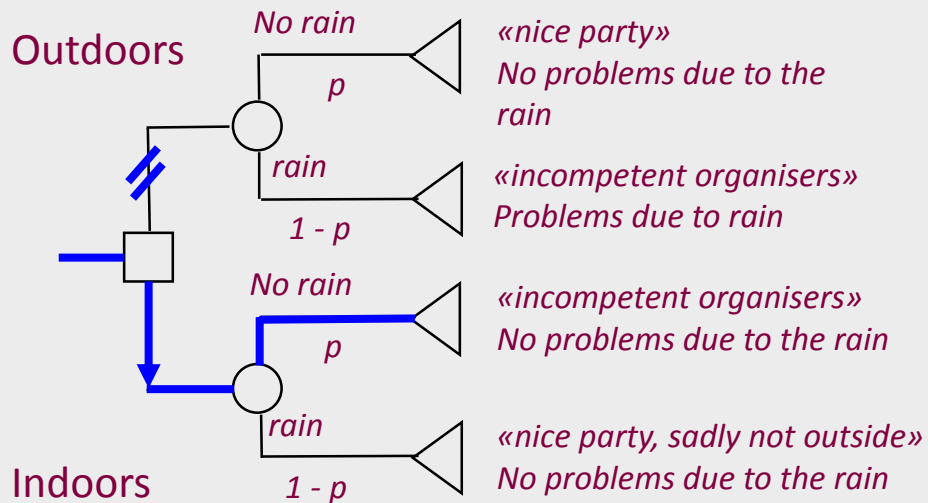 Outdoors
No rain
p
«nice party»
No problems due to the
rain
rain
1 - p
«incompetent organisers»
Problems due to rain
No rain
p
«incompetent organisers»
No problems due to the rain
rain
1 - p
«nice party, sadly not outside»
No problems due to the rain
Indoors